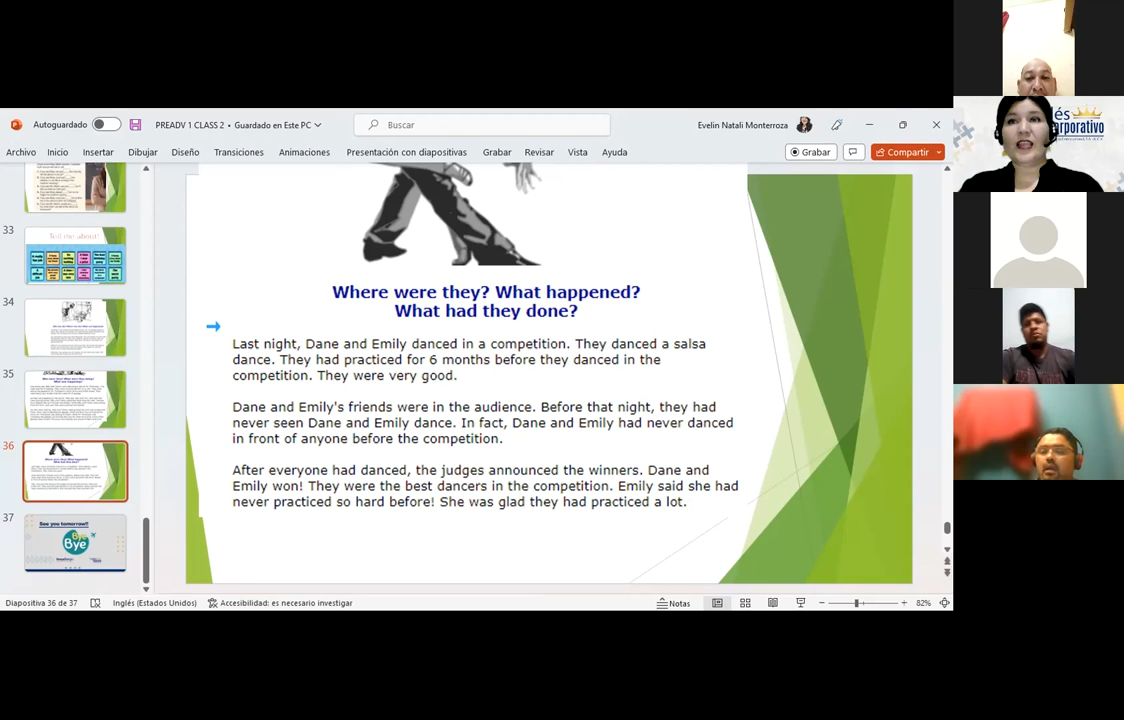 Autoguardado
PREADV 1 CLASS 2 • Guardado en Este PC
Buscar
Evelin Natali Monterroza
Archivo Inicio Insertar Dibujar Diseño Transiciones Animaciones Presentación con diapositivas Grabar Revisar Vista Ayuda
Grabar
Compartir
33
Tell me about!
34
35
36
37
See you tomorrow!!
Bye
Bye
Where were they? What happened?
What had they done?
Last night, Dane and Emily danced in a competition. They danced a salsa
dance. They had practiced for 6 months before they danced in the
competition. They were very good.
Dane and Emily's friends were in the audience. Before that night, they had
never seen Dane and Emily dance. In fact, Dane and Emily had never danced
in front of anyone before the competition.
After everyone had danced, the judges announced the winners. Dane and
Emily won! They were the best dancers in the competition. Emily said she had
never practiced so hard before! She was glad they had practiced a lot.
Diapositiva 36 de 37
Inglés (Estados Unidos)
Accesibilidad: es necesario investigar
Notas
82%